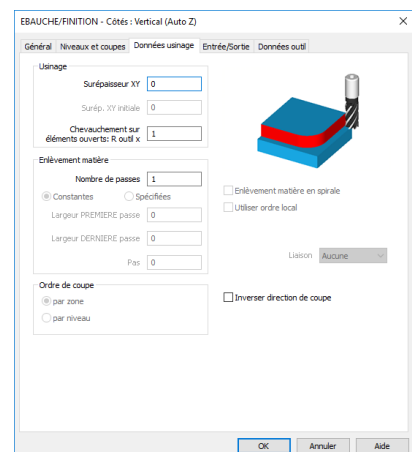 EBAUCHE/FINITION - Côtés : Vertical (Auto Z)
Général Niveaux et coupes Données usinage Entrée/Sortie Données outil
Usinage
Surépaisseur XY 0
Surép. XY initiale 0
Chevauchement sur
éléments ouverts: R outil x 1
Enlèvement matière
Nombre de passes 1
Constantes Spécifiées
Largeur PREMIERE passe 0
Largeur DERNIERE passe 0
Pas 0
Enlèvement matière en spirale
Utiliser ordre local
Liaison Aucune
Ordre de coupe
par zone
par niveau
Inverser direction de coupe
OK Annuler Aide